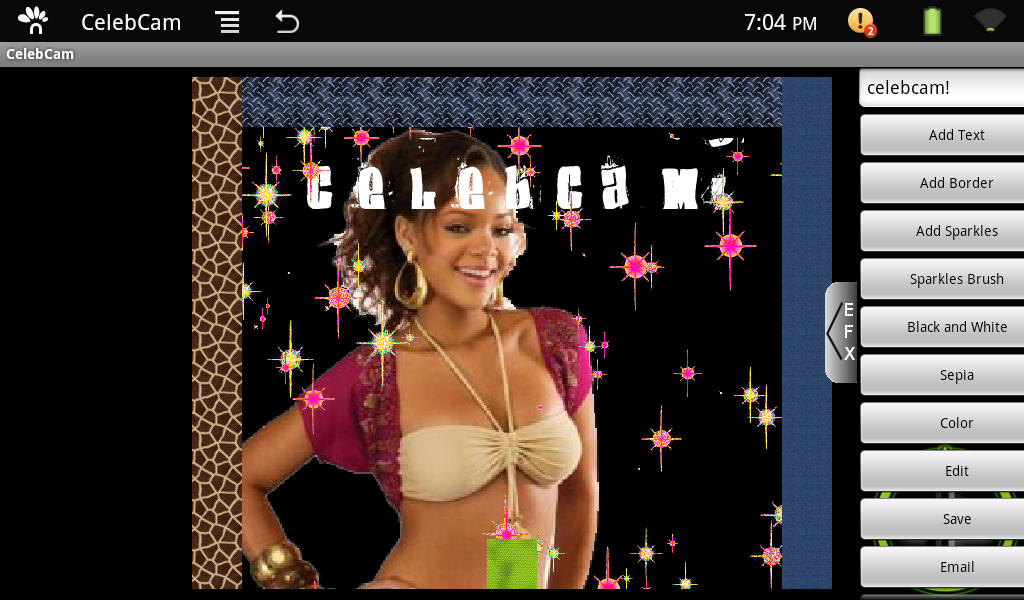 CelebCam
7:04 PM
2
CelebCam
celebcam!
celebcam
EFX
Add Text
Add Border
Add Sparkles
Sparkles Brush
Black and White
Sepia
Color
Edit
Save
Email